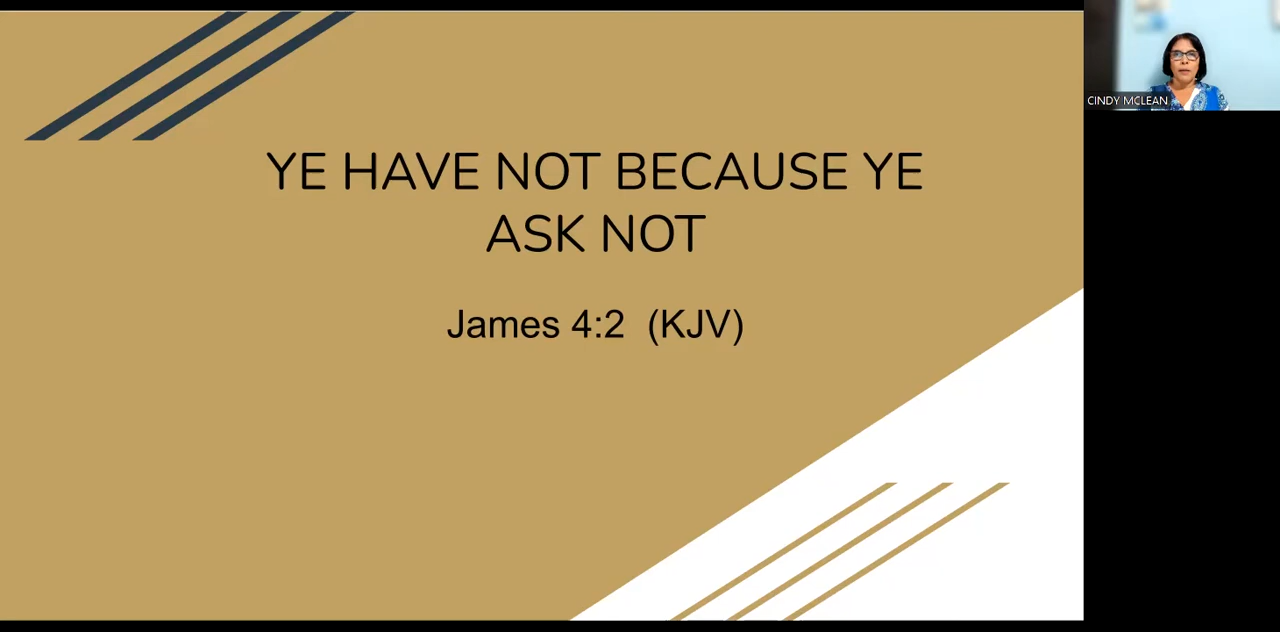 YE HAVE NOT BECAUSE YE
ASK NOT
James 4:2 (KJV)
CINDY MCLEAN